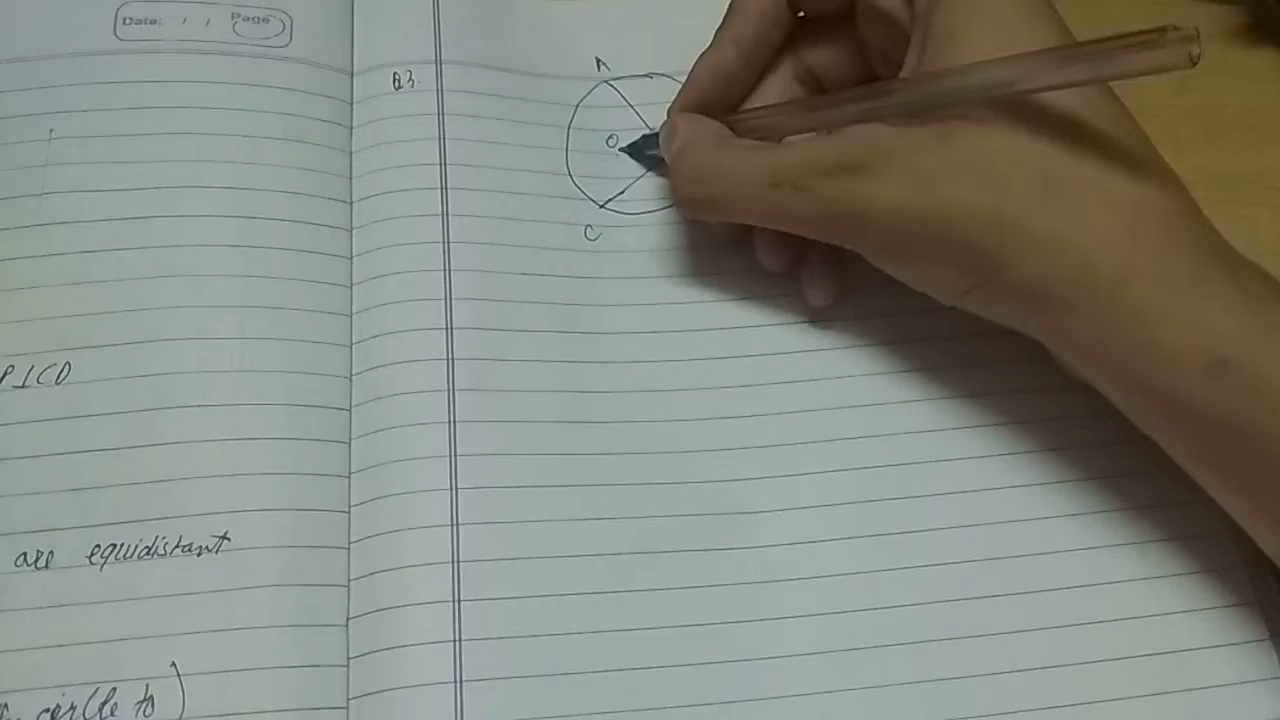 Date: / / Page
Q3.
A
O
C
P⊥CD
are equidistant
circle to)